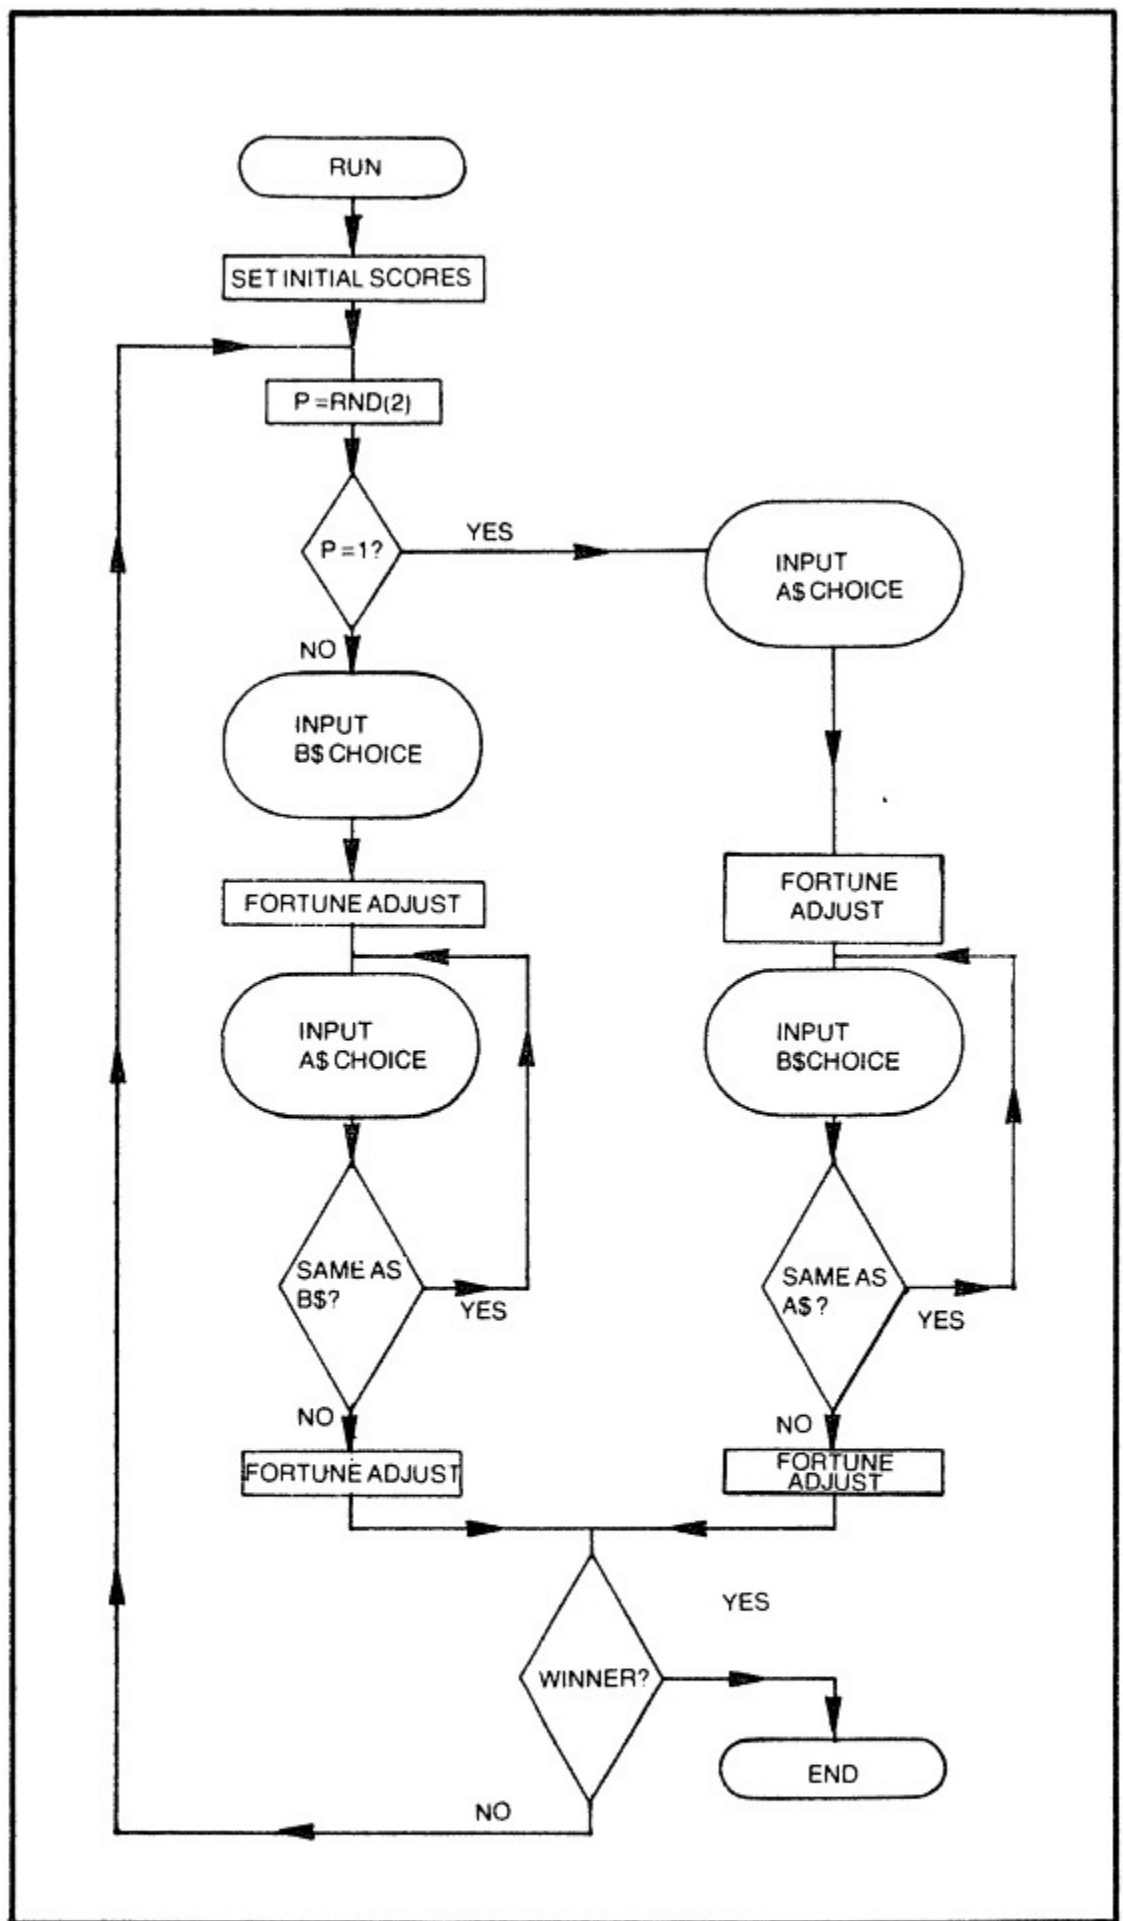 RUN
SET INITIAL SCORES
P=RND(2)
P=1?
YES
NO
INPUT
A$ CHOICE
INPUT
B$ CHOICE
FORTUNE ADJUST
FORTUNE
ADJUST
INPUT
A$ CHOICE
INPUT
B$CHOICE
SAME AS
B$?
YES
SAME AS
A$?
YES
NO
NO
FORTUNE ADJUST
FORTUNE
ADJUST
WINNER?
YES
NO
END